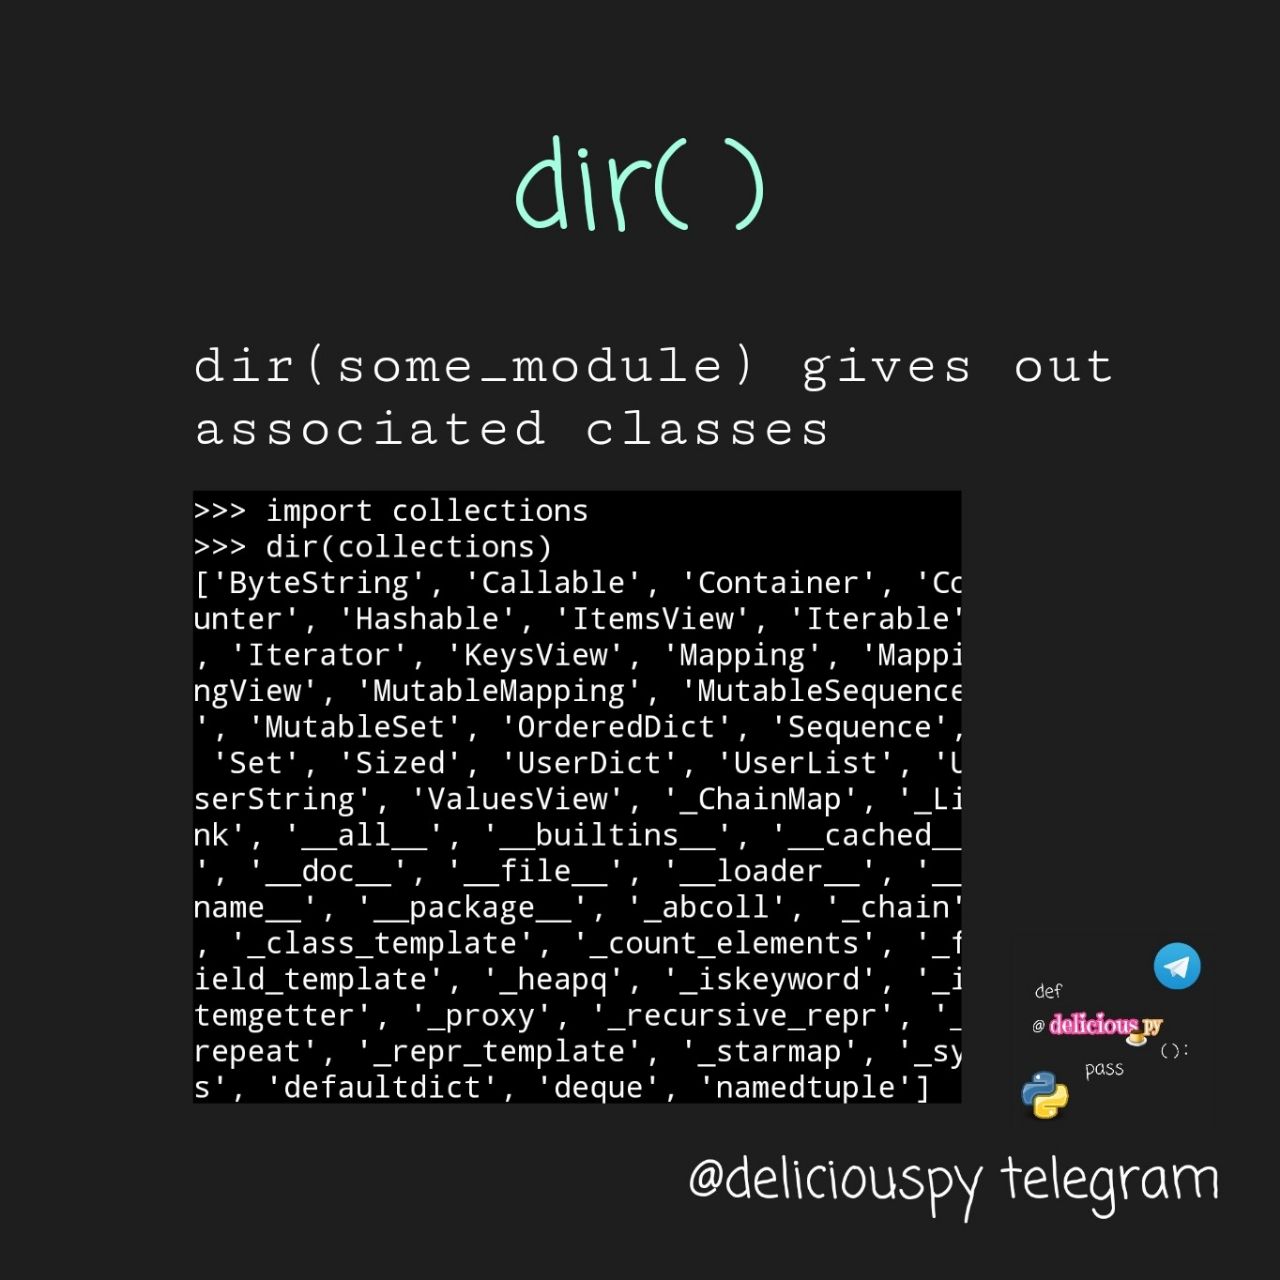 dir( )
dir(some_module) gives out
associated classes
>>> import collections
>>> dir(collections)
['ByteString', 'Callable', 'Container', 'Co
unter', 'Hashable', 'ItemsView', 'Iterable'
, 'Iterator', 'KeysView', 'Mapping', 'Mappi
ngView', 'MutableMapping', 'MutableSequence
', 'MutableSet', 'OrderedDict', 'Sequence',
 'Set', 'Sized', 'UserDict', 'UserList', 'U
serString', 'ValuesView', '_ChainMap', '_Li
nk', '__all__', '__builtins__', '__cached__
', '__doc__', '__file__', '__loader__', '__
name__', '__package__', '_abcoll', '_chain'
, '_class_template', '_count_elements', '_f
ield_template', '_heapq', '_iskeyword', '_i
temgetter', '_proxy', '_recursive_repr', '_
repeat', '_repr_template', '_starmap', '_sy
s', 'defaultdict', 'deque', 'namedtuple']
def
@ delicious py
():
pass
@deliciouspy telegram